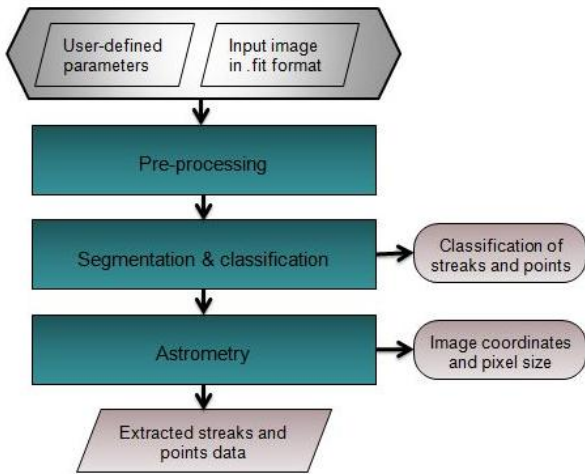 User-defined
parameters
Input image
in .fit format
Pre-processing
Segmentation & classification
Classification of
streaks and points
Astrometry
Image coordinates
and pixel size
Extracted streaks and
points data